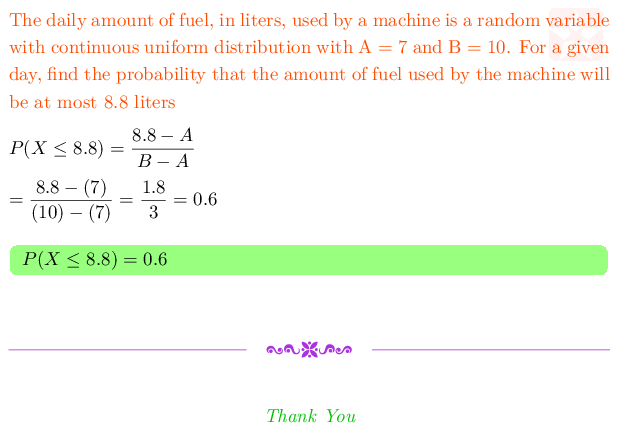 The daily amount of fuel, in liters, used by a machine is a random variable
with continuous uniform distribution with A = 7 and B = 10. For a given
day, find the probability that the amount of fuel used by the machine will
be at most 8.8 liters
P(X ≤ 8.8) = \frac{8.8 − A}{B − A}
= \frac{8.8 − (7)}{(10) − (7)} = \frac{1.8}{3} = 0.6
P(X ≤ 8.8) = 0.6
Thank You